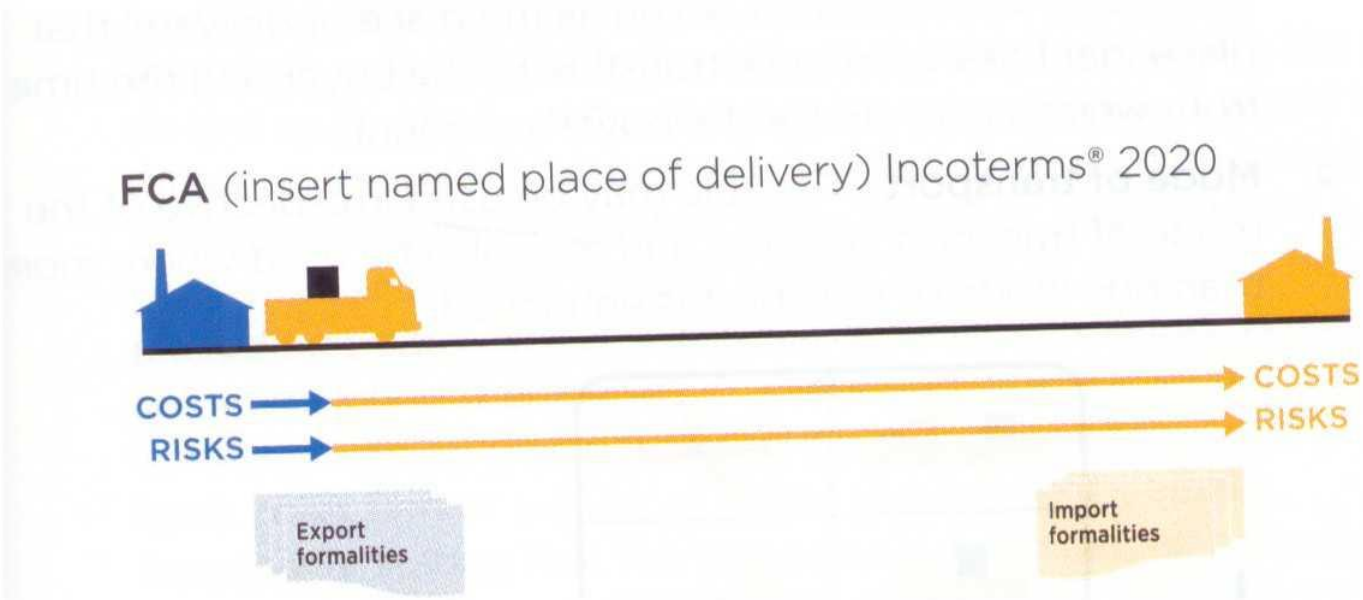 FCA (insert named place of delivery) Incoterms® 2020
COSTS
COSTS
RISKS
RISKS
Export
formalities
Import
formalities